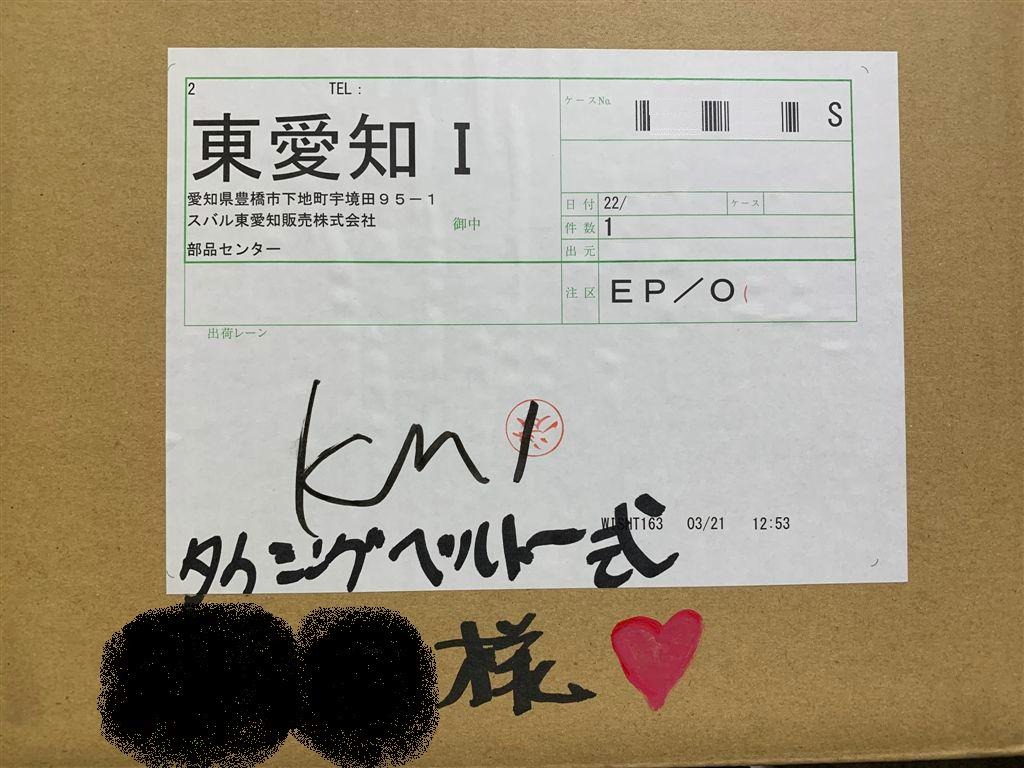 2 TEL：
東愛知 I
愛知県豊橋市下地町宇境田９５－１
スバル東愛知販売株式会社 御中
部品センター
ケースNo. S
日付 22/ ケース
件数 1
出元
注区 ＥＰ／Ｏ
出荷レーン
KM1
WISHT163 03/21 12:53
タイミングベルト一式
様